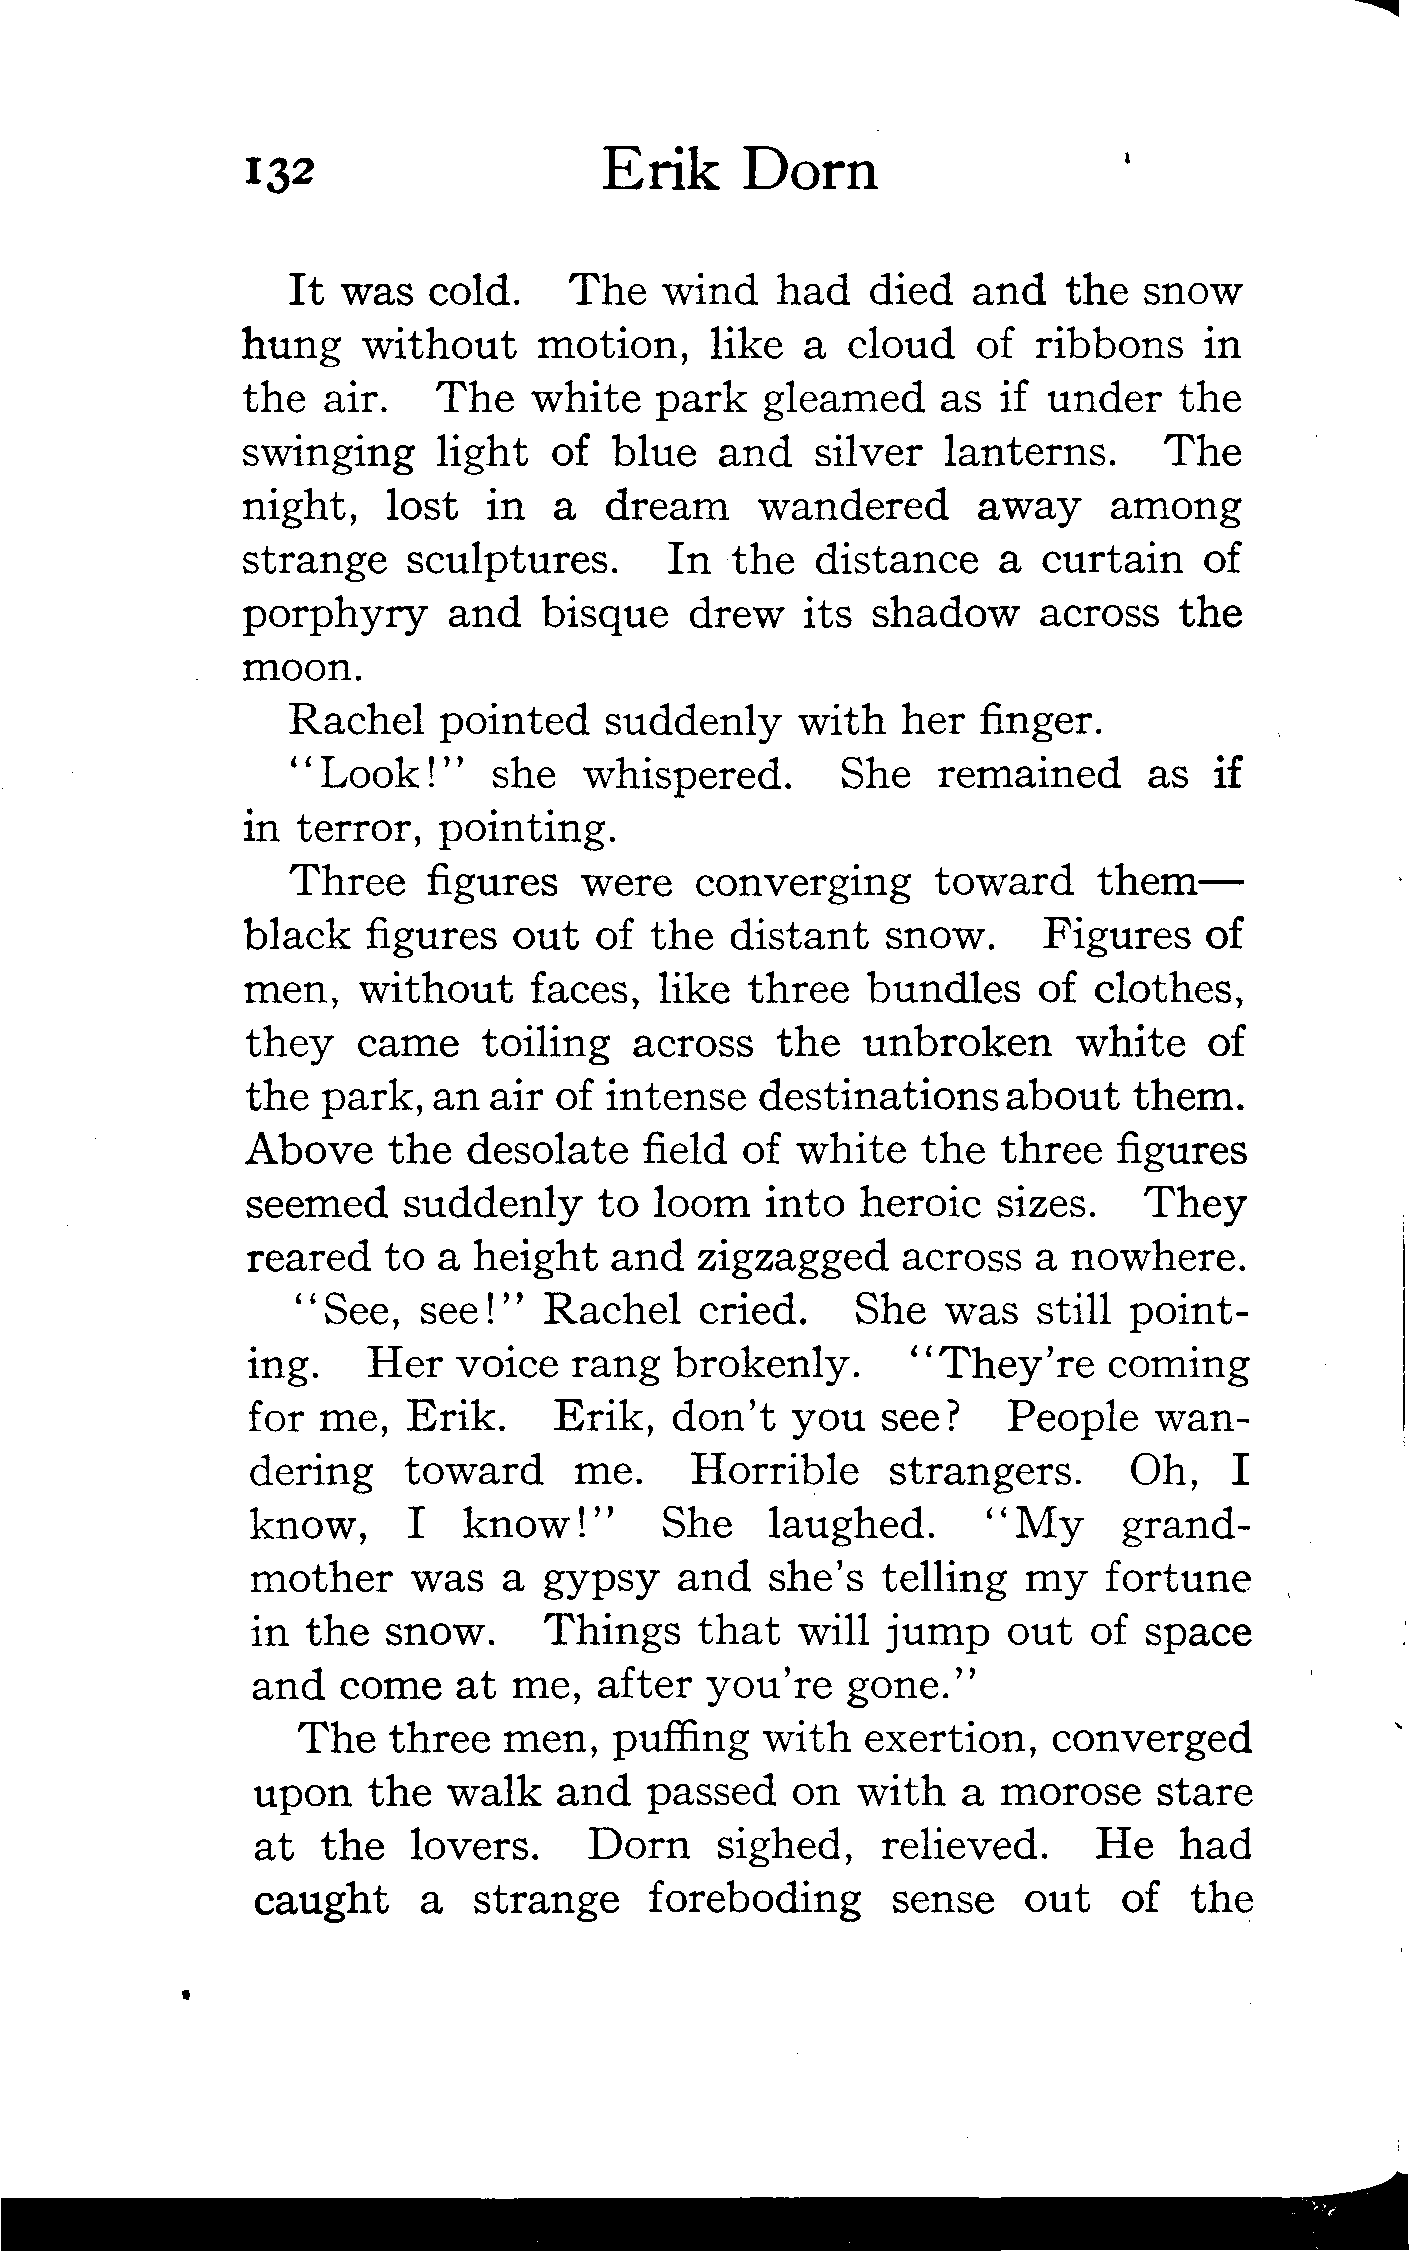 132 Erik Dorn
It was cold. The wind had died and the snow
hung without motion, like a cloud of ribbons in
the air. The white park gleamed as if under the
swinging light of blue and silver lanterns. The
night, lost in a dream wandered away among
strange sculptures. In the distance a curtain of
porphyry and bisque drew its shadow across the
moon.
Rachel pointed suddenly with her finger.
"Look!" she whispered. She remained as if
in terror, pointing.
Three figures were converging toward them—
black figures out of the distant snow. Figures of
men, without faces, like three bundles of clothes,
they came toiling across the unbroken white of
the park, an air of intense destinations about them.
Above the desolate field of white the three figures
seemed suddenly to loom into heroic sizes. They
reared to a height and zigzagged across a nowhere.
"See, see!" Rachel cried. She was still point-
ing. Her voice rang brokenly. "They're coming
for me, Erik. Erik, don't you see? People wan-
dering toward me. Horrible strangers. Oh, I
know, I know!" She laughed. "My grand-
mother was a gypsy and she's telling my fortune
in the snow. Things that will jump out of space
and come at me, after you're gone."
The three men, puffing with exertion, converged
upon the walk and passed on with a morose stare
at the lovers. Dorn sighed, relieved. He had
caught a strange foreboding sense out of the